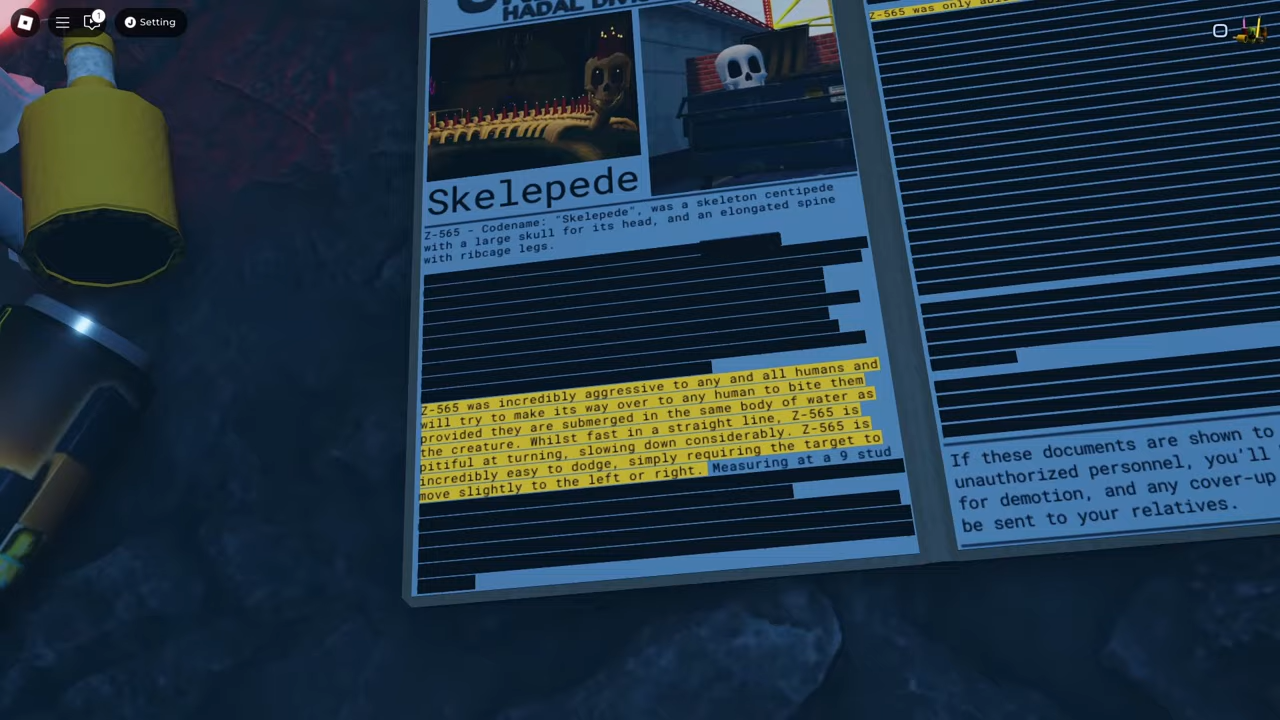 1
Setting
HADAL DIVIS
Skelepede
Z-565 - Codename: "Skelepede", was a skeleton centipede
with a large skull for its head, and an elongated spine
with ribcage legs.
Z-565 was incredibly aggressive to any and all humans and
will try to make its way over to any human to bite them
provided they are submerged in the same body of water as
the creature. Whilst fast in a straight line, Z-565 is
pitiful at turning, slowing down considerably. Z-565 is
incredibly easy to dodge, simply requiring the target to
move slightly to the left or right. Measuring at a 9 stud
Z-565 was only
If these documents are shown to
unauthorized personnel, you'll
for demotion, and any cover-up
be sent to your relatives.